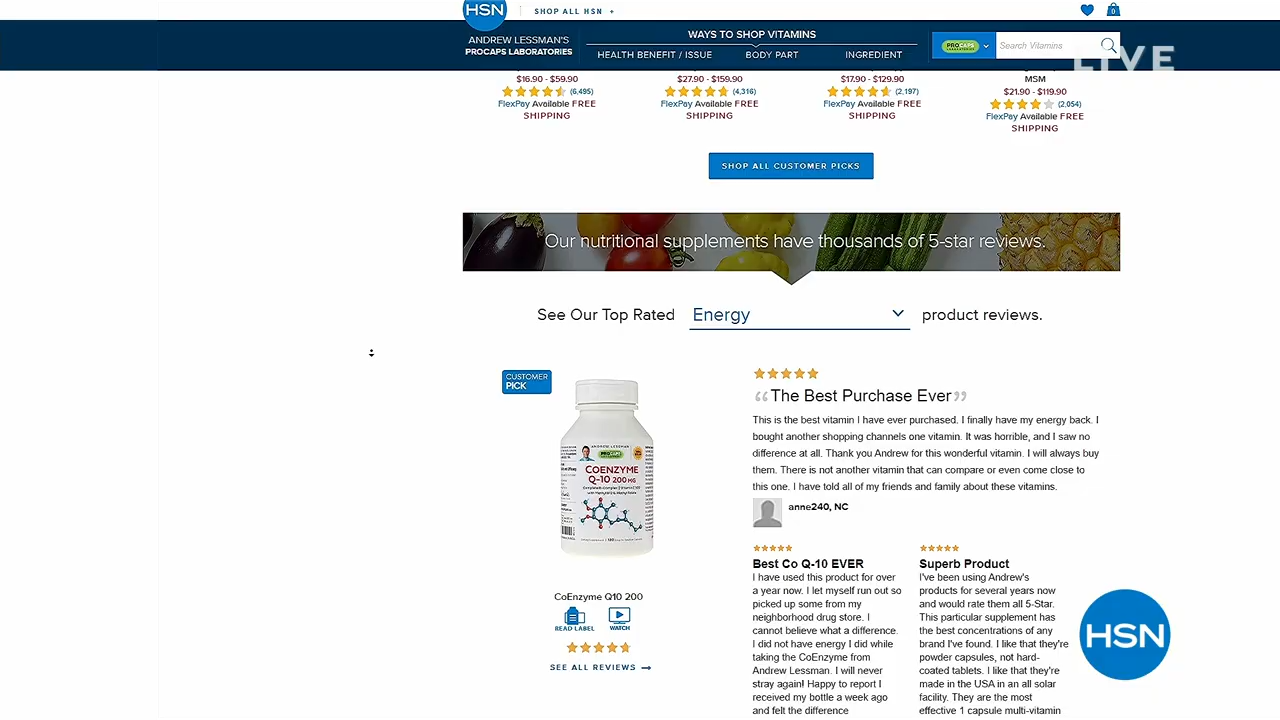 HSN
SHOP ALL HSN +
0
ANDREW LESSMAN'S
PROCAPS LABORATORIES
WAYS TO SHOP VITAMINS
HEALTH BENEFIT / ISSUE BODY PART INGREDIENT
PROCAPS
Search Vitamins
LIVE
$16.90 - $59.90
(6,495)
FlexPay Available FREE
SHIPPING
$27.90 - $159.90
(4,316)
FlexPay Available FREE
SHIPPING
$17.90 - $129.90
(2,197)
FlexPay Available FREE
SHIPPING
MSM
$21.90 - $119.90
(2,054)
FlexPay Available FREE
SHIPPING
SHOP ALL CUSTOMER PICKS
Our nutritional supplements have thousands of 5-star reviews.
See Our Top Rated Energy product reviews.
CUSTOMER
PICK
ANDREW LESSMAN
PROCAPS
COENZYME
Q-10 200 MG
CoEnzyme Q10 200
READ LABEL WATCH
SEE ALL REVIEWS
“The Best Purchase Ever”
This is the best vitamin I have ever purchased. I finally have my energy back. I
bought another shopping channels one vitamin. It was horrible, and I saw no
difference at all. Thank you Andrew for this wonderful vitamin. I will always buy
them. There is not another vitamin that can compare or even come close to
this one. I have told all of my friends and family about these vitamins.
anne240, NC
Best Co Q-10 EVER
I have used this product for over
a year now. I let myself run out so
picked up some from my
neighborhood drug store. I
cannot believe what a difference.
I did not have energy I did while
taking the CoEnzyme from
Andrew Lessman. I will never
stray again! Happy to report I
received my bottle a week ago
and felt the difference
Superb Product
I've been using Andrew's
products for several years now
and would rate them all 5-Star.
This particular supplement has
the best concentrations of any
brand I've found. I like that they're
powder capsules, not hard-
coated tablets. I like that they're
made in the USA in an all solar
facility. They are the most
effective 1 capsule multi-vitamin
HSN